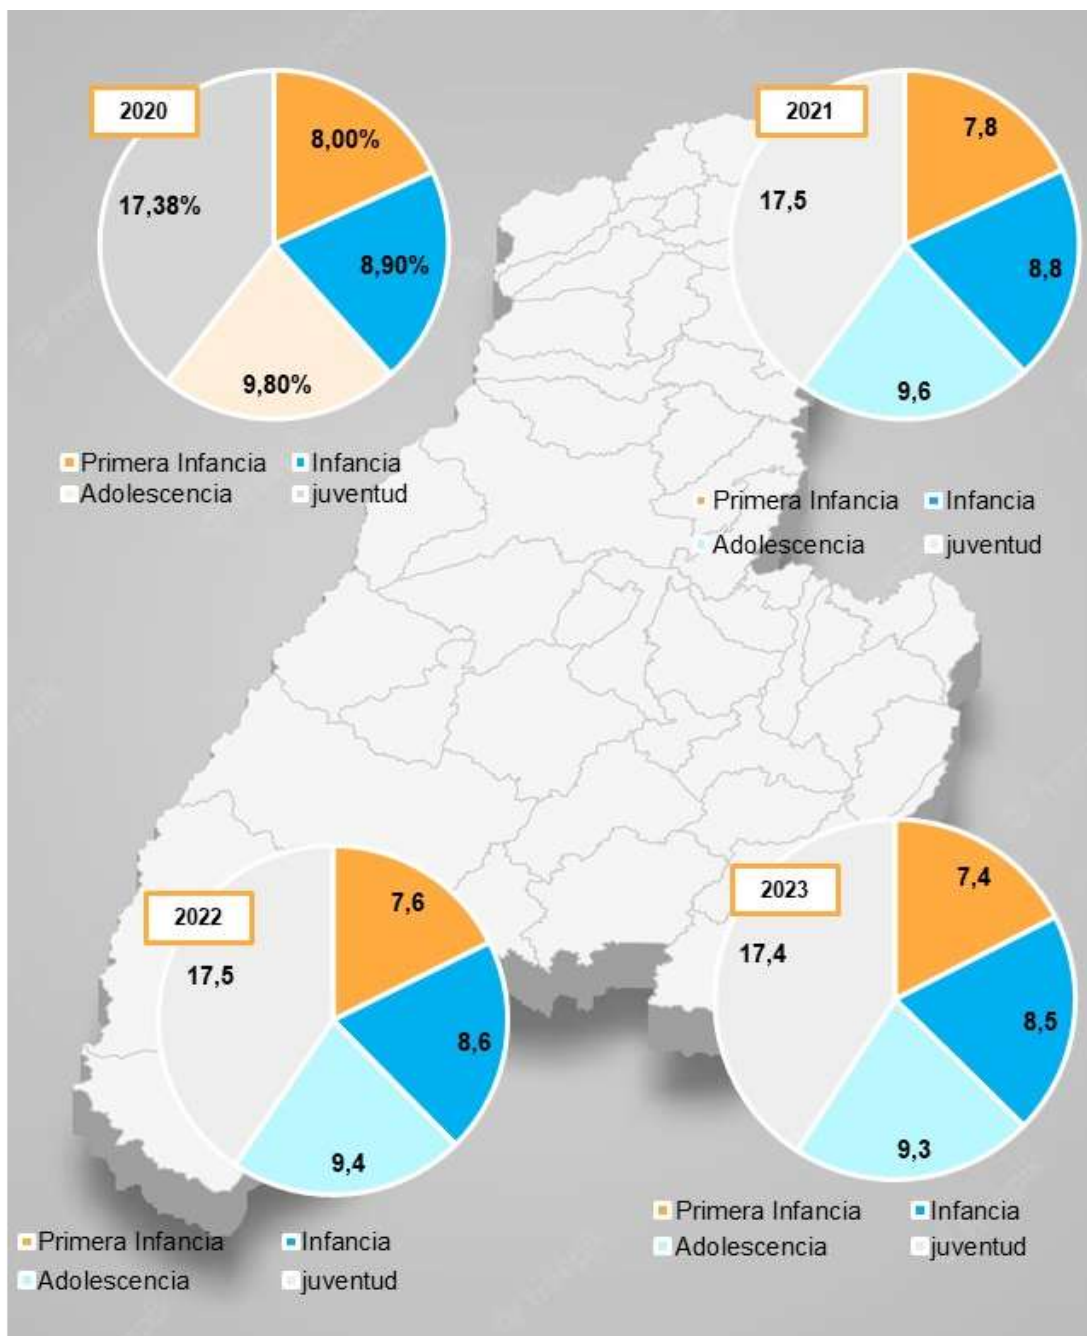 2020
8,00%
17,38%
8,90%
9,80%
Primera Infancia Infancia
Adolescencia juventud
2021
7,8
17,5
8,8
9,6
Primera Infancia Infancia
Adolescencia juventud
2022
7,6
17,5
8,6
9,4
Primera Infancia Infancia
Adolescencia juventud
2023
7,4
17,4
8,5
9,3
Primera Infancia Infancia
Adolescencia juventud